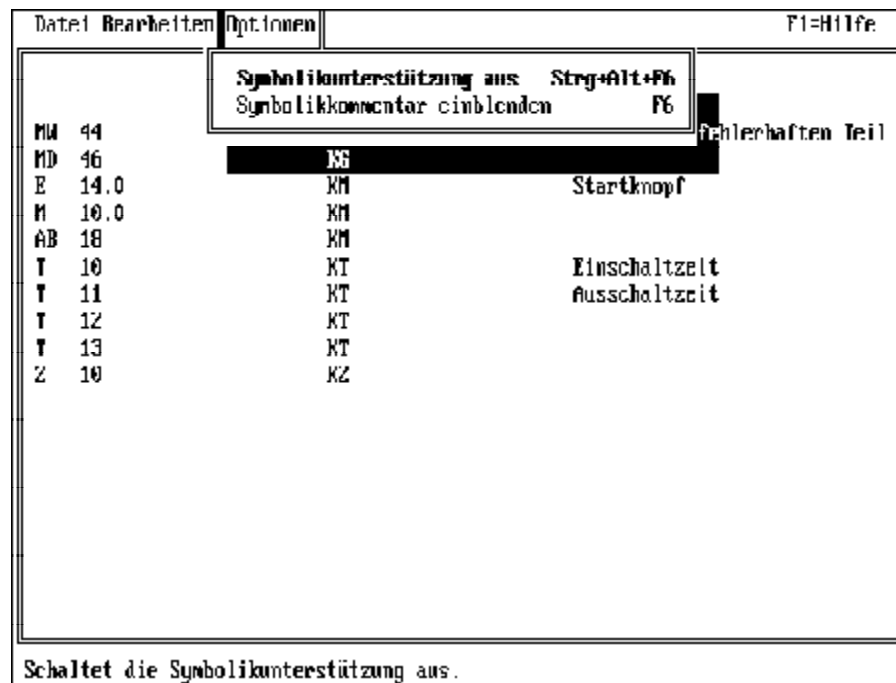 Datei Bearbeiten Optionen F1=Hilfe
Symbolikunterstützung aus Strg+Alt+F6
Symbolikkommentar einblenden F6
MW 44 fehlerhaften Teil
MD 46 KG
E 14.0 KM Startknopf
M 10.0 KM
AB 18 KM
T 10 KT Einschaltzeit
T 11 KT Ausschaltzeit
T 12 KT
T 13 KT
Z 10 KZ
Schaltet die Symbolikunterstützung aus.